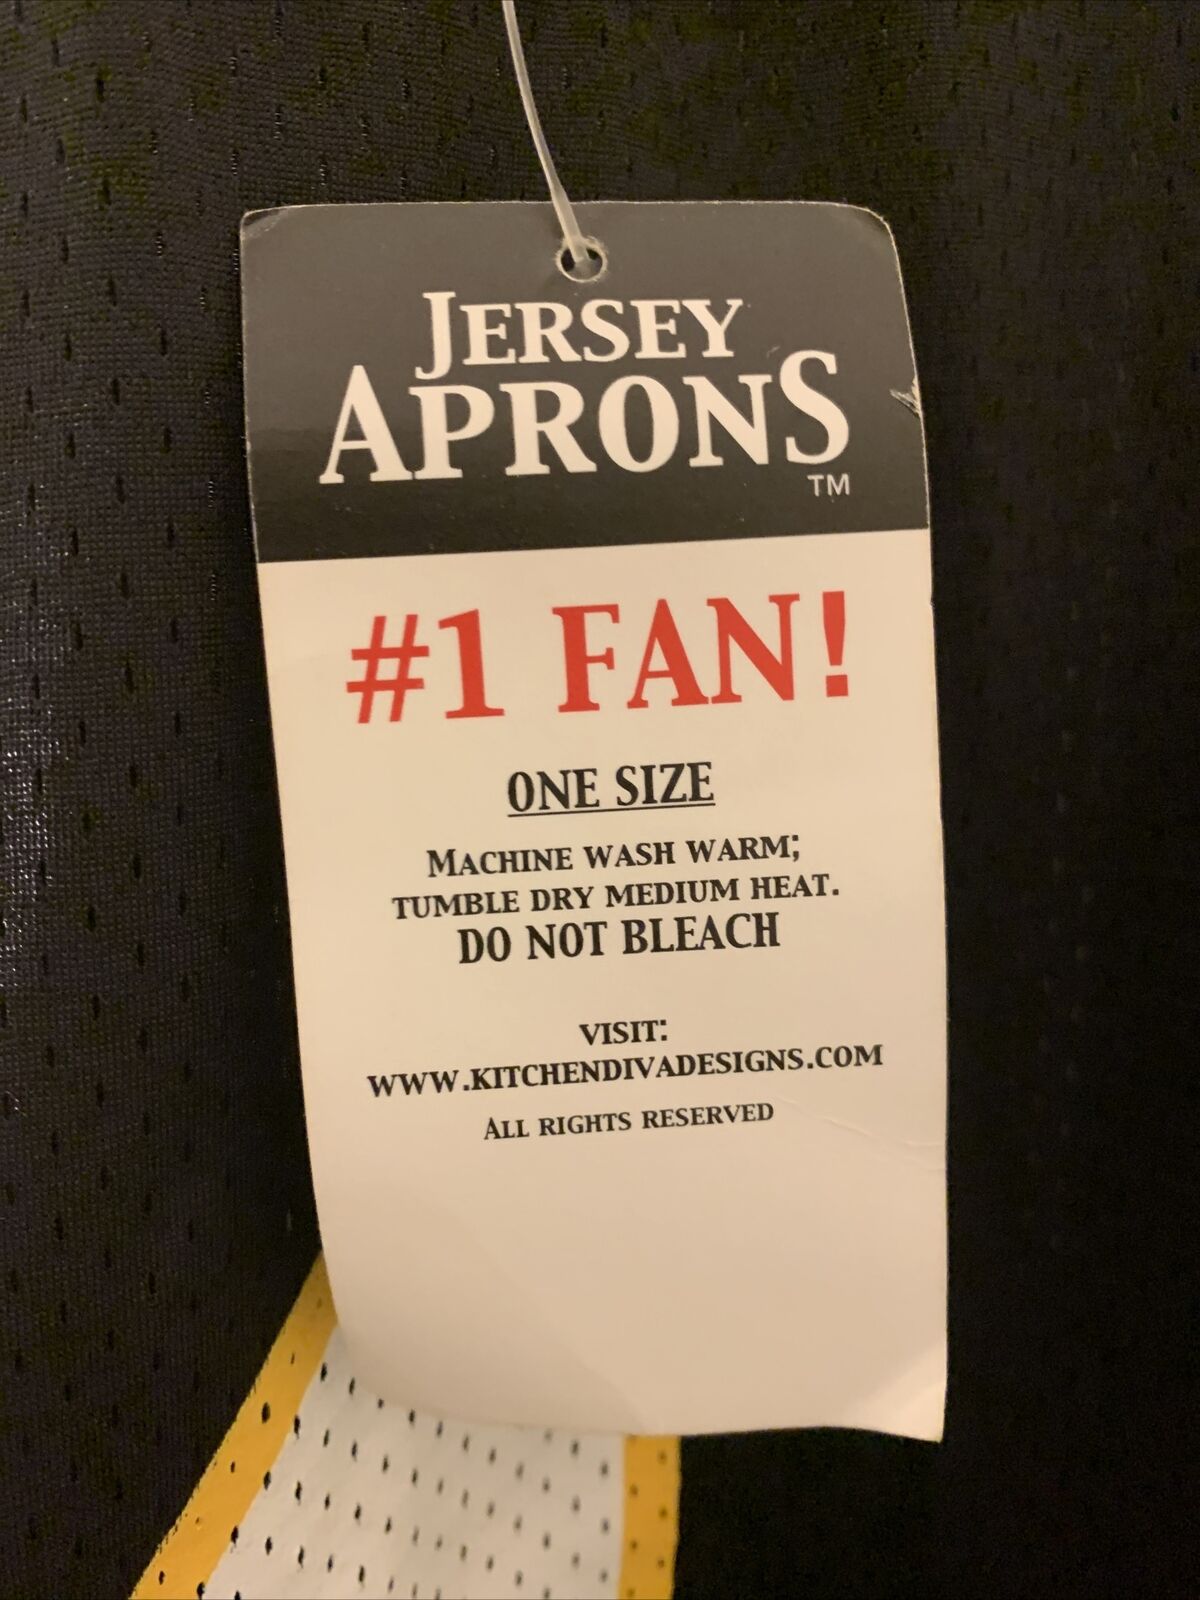 JERSEY
APRONS
TM
#1 FAN!
ONE SIZE
MACHINE WASH WARM;
TUMBLE DRY MEDIUM HEAT.
DO NOT BLEACH
VISIT:
WWW.KITCHENDIVADESIGNS.COM
ALL RIGHTS RESERVED